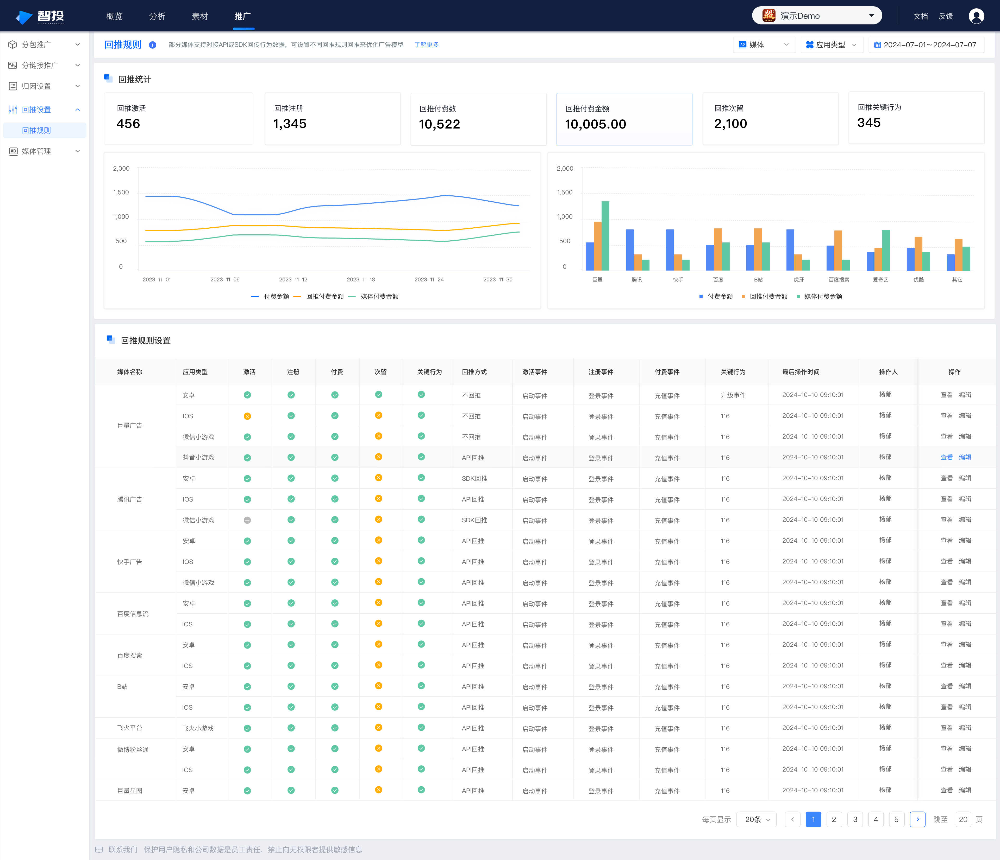 智投 概览 分析 素材 推广 演示Demo 文档 反馈
分包推广
分链接推广
归因设置
回推设置
回推规则
AD 媒体管理
回推规则 i 部分媒体支持对接API或SDK回传行为数据，可设置不同回推规则回推来优化广告模型 了解更多 AD 媒体 应用类型 2024-07-01～2024-07-07
回推统计
回推激活 回推注册 回推付费数 回推付费金额 回推次留 回推关键行为
456 1,345 10,522 10,005.00 2,100 345
2,000
1,500
1,000
500
0
2023-11-01 2023-11-06 2023-11-12 2023-11-18 2023-11-24 2023-11-30
付费金额 回推付费金额 媒体付费金额
2,000
1,500
1,000
500
0
巨量 腾讯 快手 百度 B站 虎牙 百度搜索 爱奇艺 优酷 其它
付费金额 回推付费金额 媒体付费金额
回推规则设置
媒体名称 应用类型 激活 注册 付费 次留 关键行为 回推方式 激活事件 注册事件 付费事件 关键行为 最后操作时间 操作人 操作
巨量广告 安卓 不回推 启动事件 登录事件 充值事件 升级事件 2024-10-10 09:10:01 杨郁 查看 编辑
IOS 不回推 启动事件 登录事件 充值事件 116 2024-10-10 09:10:01 杨郁 查看 编辑
微信小游戏 不回推 启动事件 登录事件 充值事件 116 2024-10-10 09:10:01 杨郁 查看 编辑
抖音小游戏 API回推 启动事件 登录事件 充值事件 116 2024-10-10 09:10:01 杨郁 查看 编辑
腾讯广告 安卓 SDK回推 启动事件 登录事件 充值事件 116 2024-10-10 09:10:01 杨郁 查看 编辑
IOS API回推 启动事件 登录事件 充值事件 116 2024-10-10 09:10:01 杨郁 查看 编辑
微信小游戏 SDK回推 启动事件 登录事件 充值事件 116 2024-10-10 09:10:01 杨郁 查看 编辑
快手广告 安卓 API回推 启动事件 登录事件 充值事件 116 2024-10-10 09:10:01 杨郁 查看 编辑
IOS API回推 启动事件 登录事件 充值事件 116 2024-10-10 09:10:01 杨郁 查看 编辑
微信小游戏 API回推 启动事件 登录事件 充值事件 116 2024-10-10 09:10:01 杨郁 查看 编辑
百度信息流 安卓 API回推 启动事件 登录事件 充值事件 116 2024-10-10 09:10:01 杨郁 查看 编辑
IOS API回推 启动事件 登录事件 充值事件 116 2024-10-10 09:10:01 杨郁 查看 编辑
百度搜索 安卓 API回推 启动事件 登录事件 充值事件 116 2024-10-10 09:10:01 杨郁 查看 编辑
IOS API回推 启动事件 登录事件 充值事件 116 2024-10-10 09:10:01 杨郁 查看 编辑
B站 安卓 API回推 启动事件 登录事件 充值事件 116 2024-10-10 09:10:01 杨郁 查看 编辑
IOS API回推 启动事件 登录事件 充值事件 116 2024-10-10 09:10:01 杨郁 查看 编辑
飞火平台 飞火小游戏 API回推 启动事件 登录事件 充值事件 116 2024-10-10 09:10:01 杨郁 查看 编辑
微博粉丝通 安卓 API回推 启动事件 登录事件 充值事件 116 2024-10-10 09:10:01 杨郁 查看 编辑
IOS API回推 启动事件 登录事件 充值事件 116 2024-10-10 09:10:01 杨郁 查看 编辑
巨量星图 安卓 API回推 启动事件 登录事件 充值事件 116 2024-10-10 09:10:01 杨郁 查看 编辑
每页显示 20条 1 2 3 4 5 跳至 20 页
联系我们 保护用户隐私和公司数据是员工责任，禁止向无权限者提供敏感信息